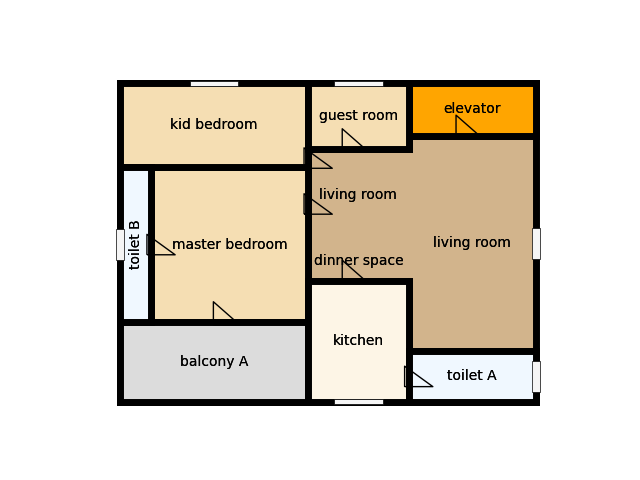 elevator
guest room
kid bedroom
living room
living room
master bedroom
toilet B
dinner space
kitchen
balcony A
toilet A